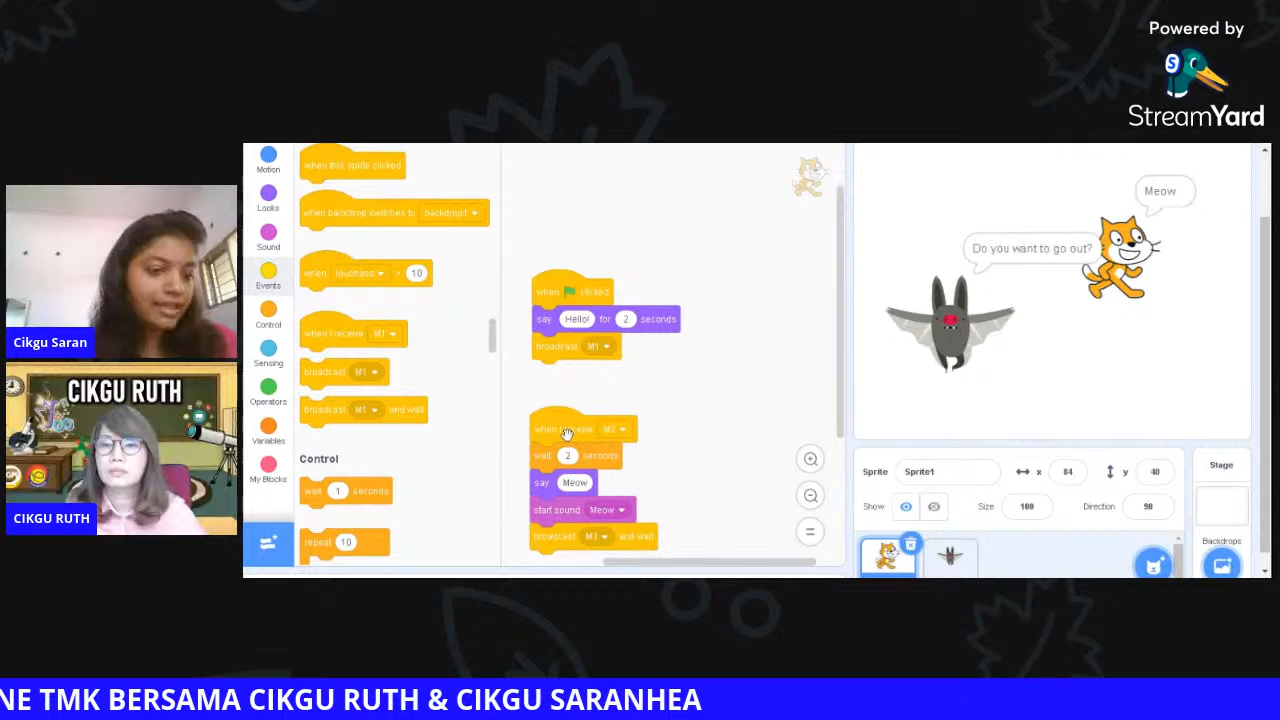 Powered by
StreamYard
Cikgu Saran
CIKGU RUTH
CIKGU RUTH
Motion
Looks
Sound
Events
Control
Sensing
Operators
Variables
My Blocks
when this sprite clicked
when backdrop switches to backdrop1
when loudness > 10
when I receive M1
broadcast M1
broadcast M1 and wait
Control
wait 1 seconds
repeat 10
when clicked
say Hello! for 2 seconds
broadcast M1
when I receive M2
wait 2 seconds
say Meow
start sound Meow
broadcast M3 and wait
Meow
Do you want to go out?
Sprite Sprite1 x 84 y 40
Show Size 100 Direction 90
Stage
Backdrops
NE TMK BERSAMA CIKGU RUTH & CIKGU SARANHEA